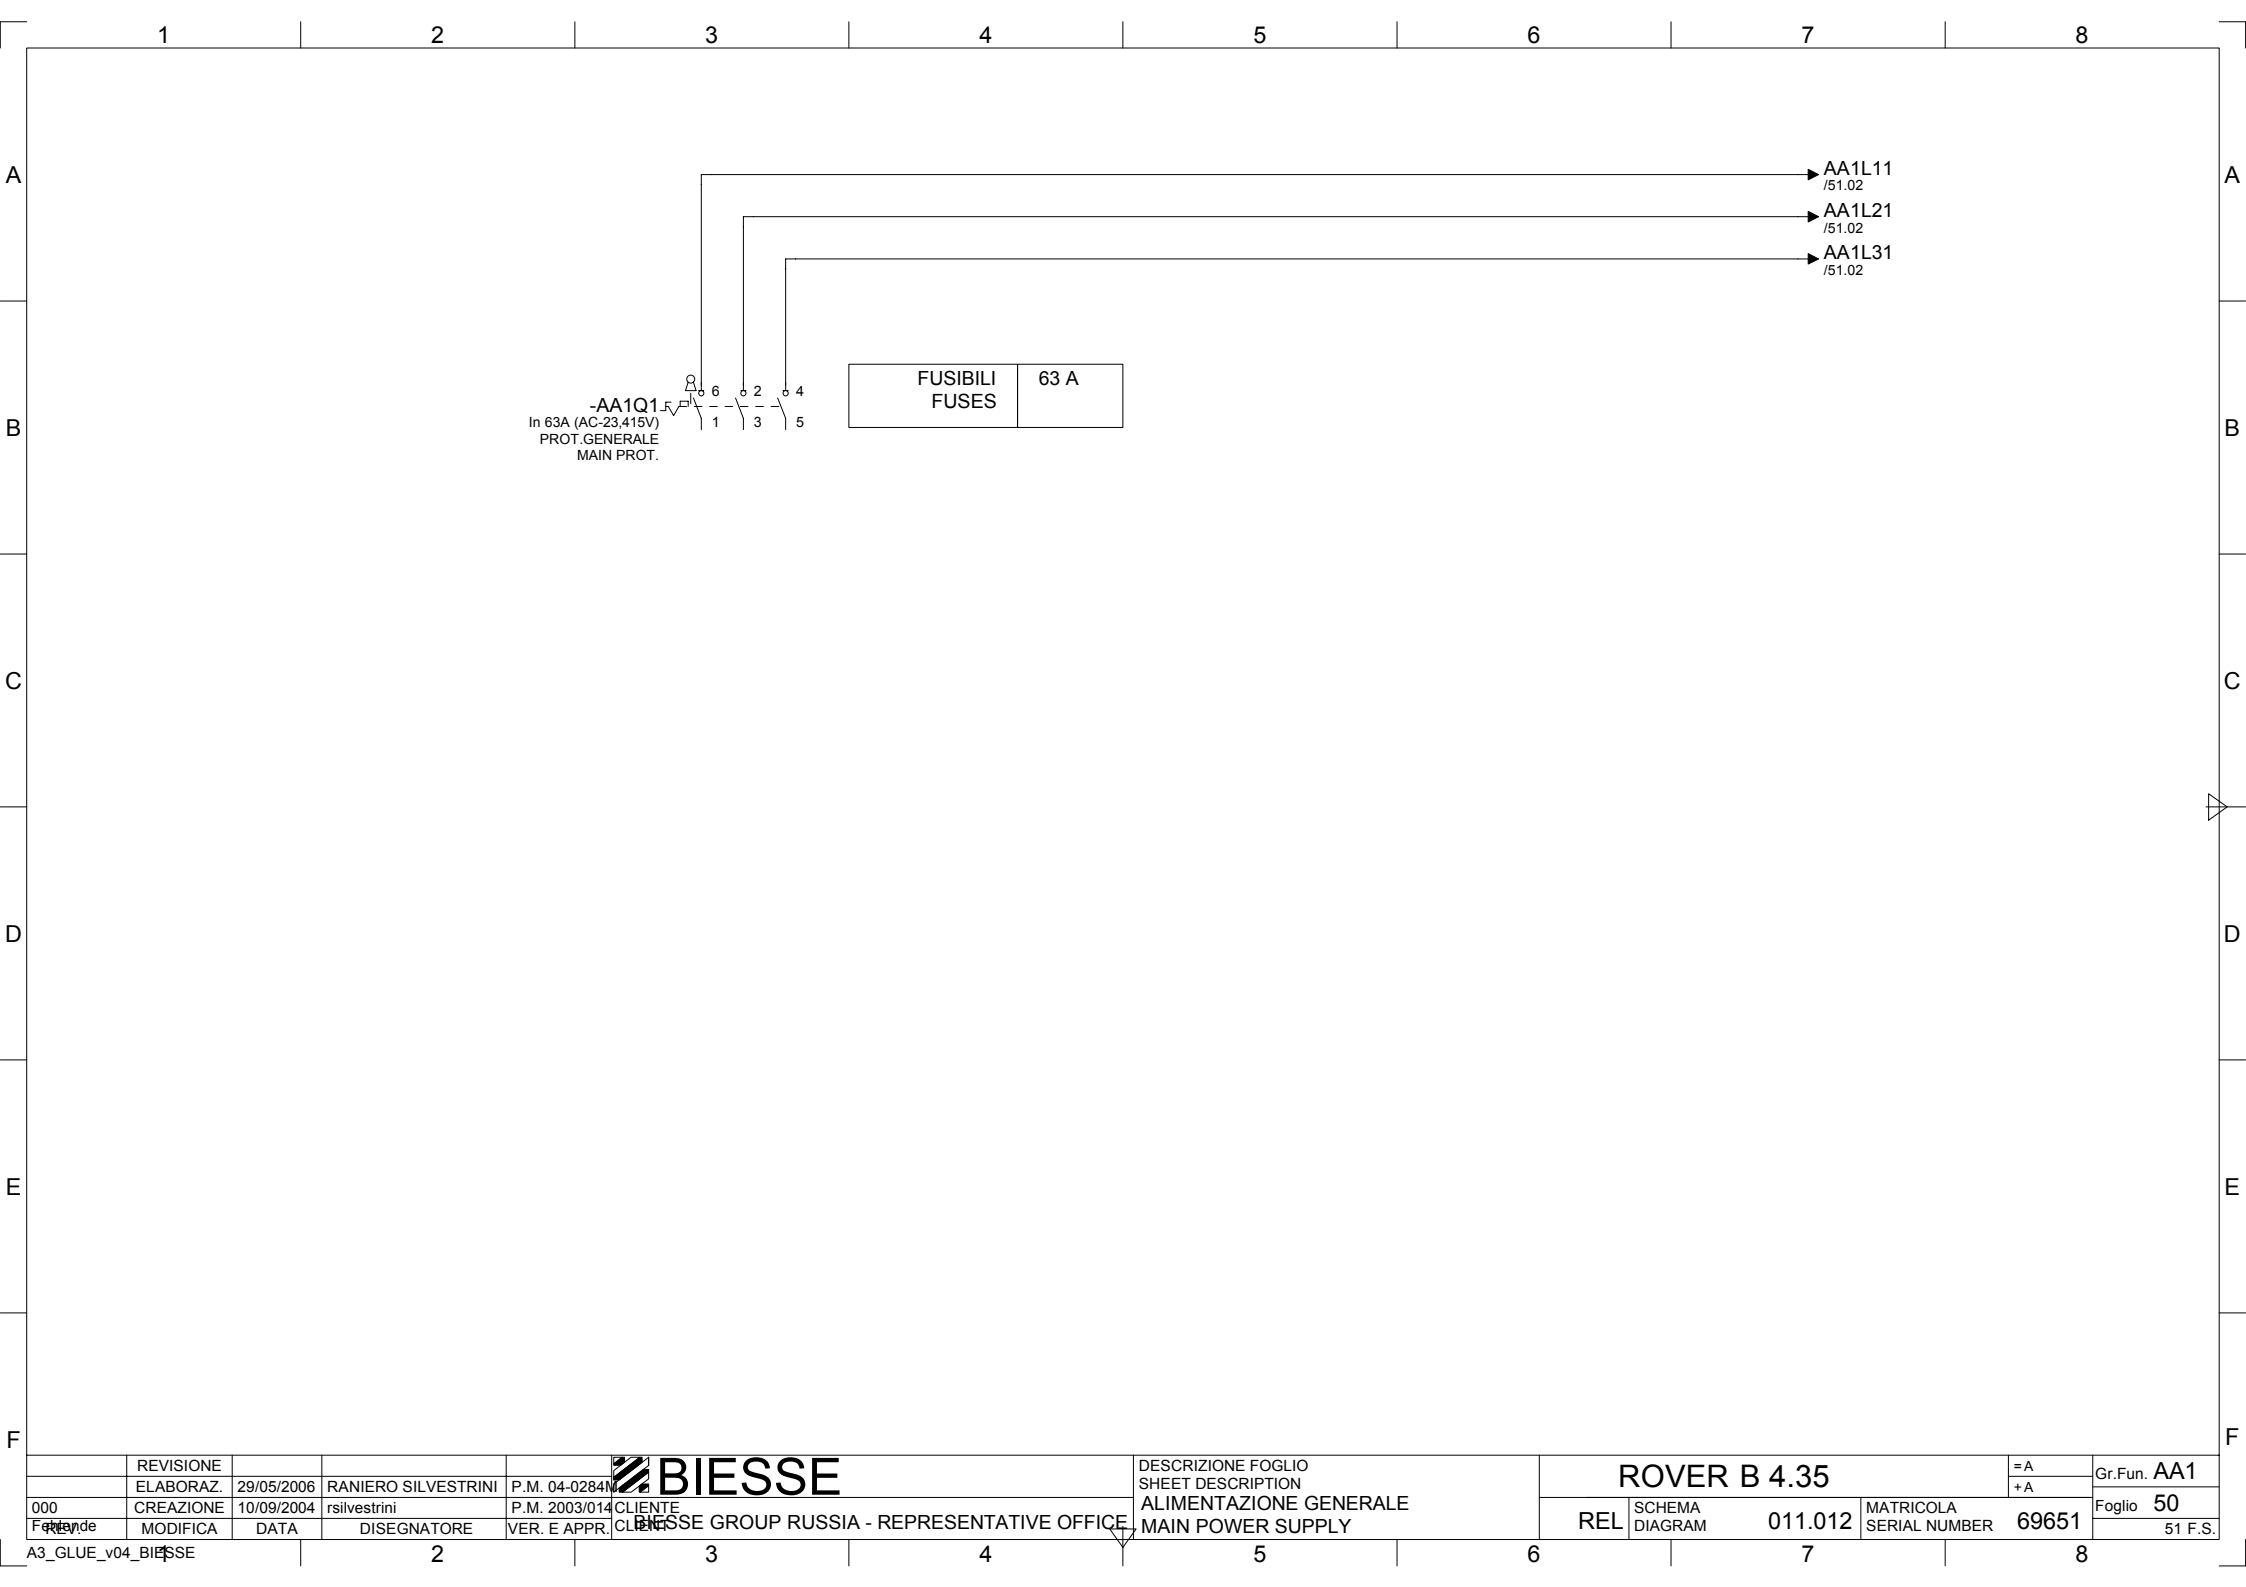 1 2 3 4 5 6 7 8
A A
AA1L11
/51.02
AA1L21
/51.02
AA1L31
/51.02
6 2 4
-AA1Q1
1 3 5
In 63A (AC-23,415V)
PROT.GENERALE
MAIN PROT.
FUSIBILI 63 A
FUSES
B B
C C
D D
E E
F F
REVISIONE
ELABORAZ. 29/05/2006 RANIERO SILVESTRINI P.M. 04-0284M
000 CREAZIONE 10/09/2004 rsilvestrini P.M. 2003/014
Fehlende REV. MODIFICA DATA DISEGNATORE VER. E APPR.
BIESSE
CLIENTE
CLIENT
BIESSE GROUP RUSSIA - REPRESENTATIVE OFFICE
DESCRIZIONE FOGLIO
SHEET DESCRIPTION
ALIMENTAZIONE GENERALE
MAIN POWER SUPPLY
ROVER B 4.35
REL SCHEMA
DIAGRAM 011.012
MATRICOLA
SERIAL NUMBER 69651
= A
+ A
Gr.Fun. AA1
Foglio 50
51 F.S.
A3_GLUE_v04_BIESSE
1 2 3 4 5 6 7 8